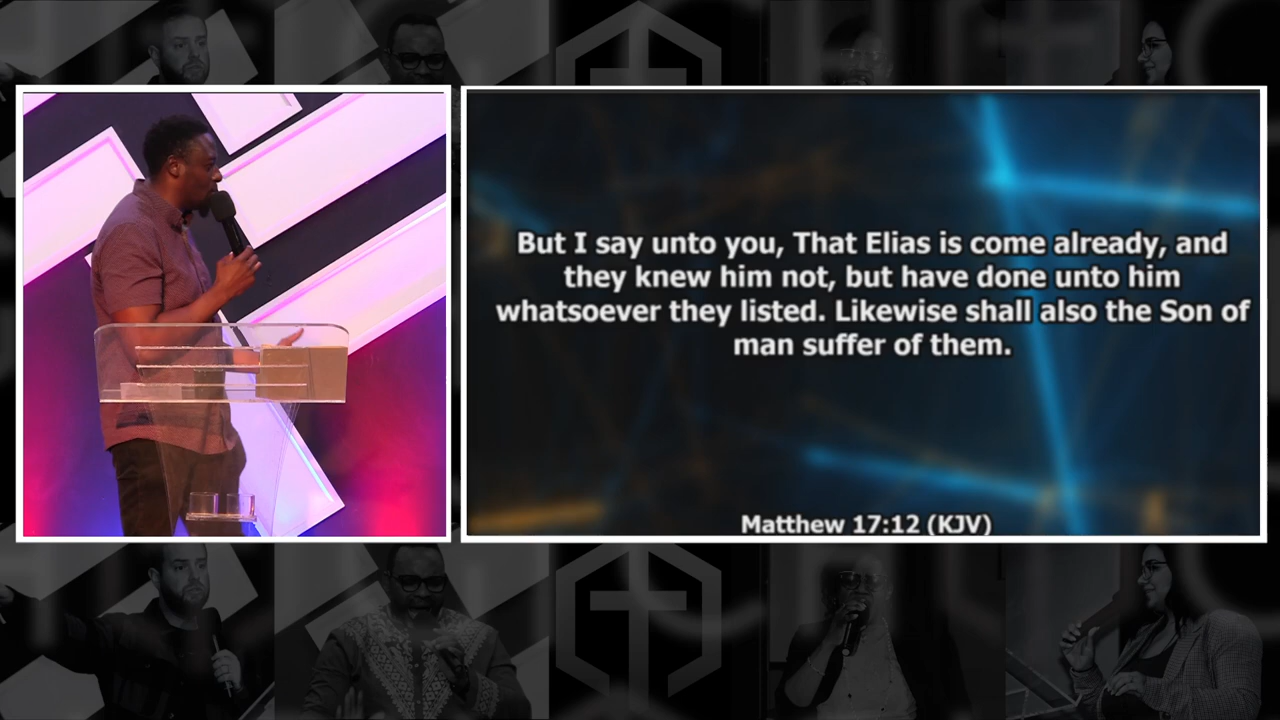 But I say unto you, That Elias is come already, and
they knew him not, but have done unto him
whatsoever they listed. Likewise shall also the Son of
man suffer of them.
Matthew 17:12 (KJV)